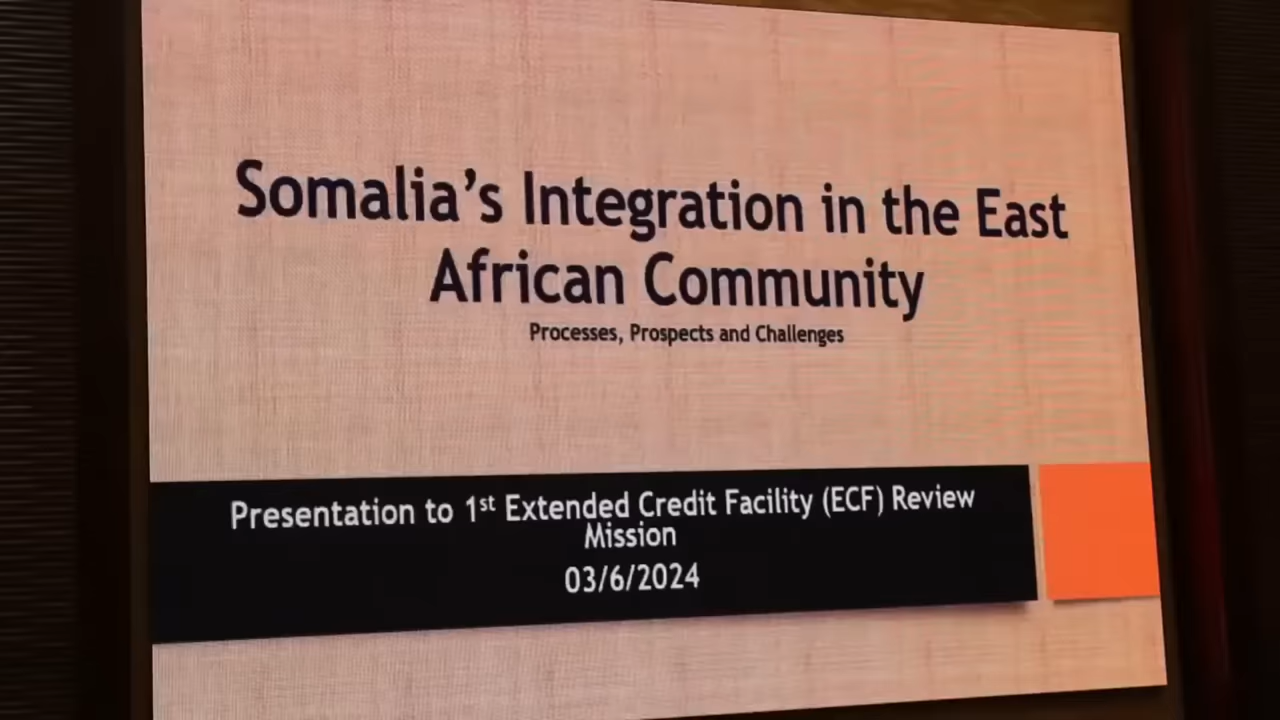 Somalia's Integration in the East
African Community
Processes, Prospects and Challenges
Presentation to 1st Extended Credit Facility (ECF) Review
Mission
03/6/2024